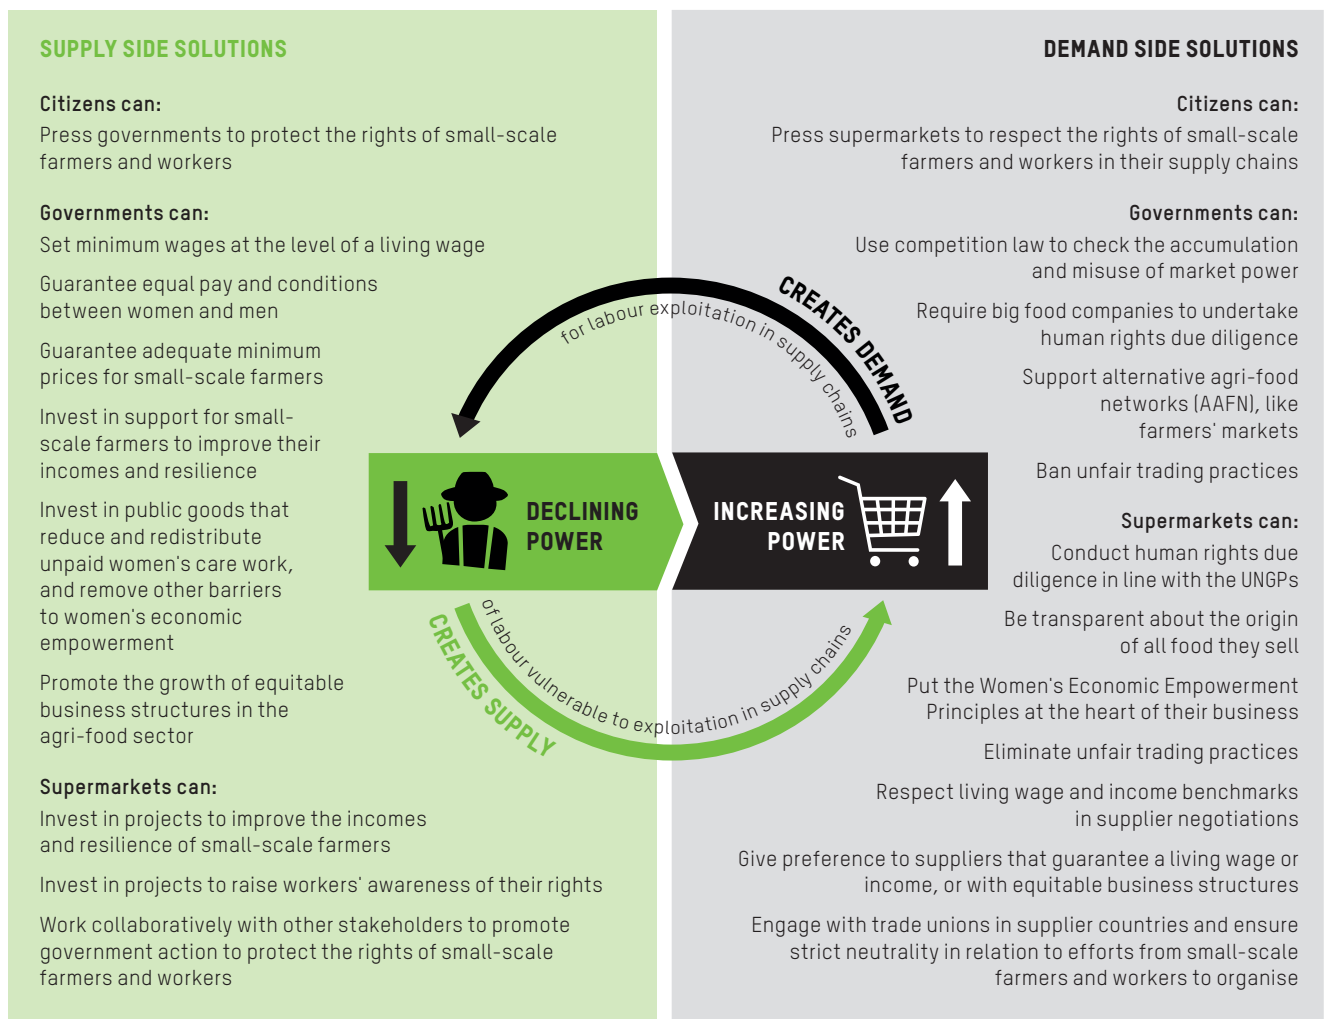 SUPPLY SIDE SOLUTIONS
Citizens can:
Press governments to protect the rights of small-scale
farmers and workers
Governments can:
Set minimum wages at the level of a living wage
Guarantee equal pay and conditions
between women and men
Guarantee adequate minimum
prices for small-scale farmers
Invest in support for small-
scale farmers to improve their
incomes and resilience
Invest in public goods that
reduce and redistribute
unpaid women's care work,
and remove other barriers
to women's economic
empowerment
Promote the growth of equitable
business structures in the
agri-food sector
Supermarkets can:
Invest in projects to improve the incomes
and resilience of small-scale farmers
Invest in projects to raise workers' awareness of their rights
Work collaboratively with other stakeholders to promote
government action to protect the rights of small-scale
farmers and workers
CREATES DEMAND
for labour exploitation in supply chains
DECLINING
POWER
INCREASING
POWER
CREATES SUPPLY
of labour vulnerable to exploitation in supply chains
DEMAND SIDE SOLUTIONS
Citizens can:
Press supermarkets to respect the rights of small-scale
farmers and workers in their supply chains
Governments can:
Use competition law to check the accumulation
and misuse of market power
Require big food companies to undertake
human rights due diligence
Support alternative agri-food
networks (AAFN), like
farmers' markets
Ban unfair trading practices
Supermarkets can:
Conduct human rights due
diligence in line with the UNGPs
Be transparent about the origin
of all food they sell
Put the Women's Economic Empowerment
Principles at the heart of their business
Eliminate unfair trading practices
Respect living wage and income benchmarks
in supplier negotiations
Give preference to suppliers that guarantee a living wage or
income, or with equitable business structures
Engage with trade unions in supplier countries and ensure
strict neutrality in relation to efforts from small-scale
farmers and workers to organise